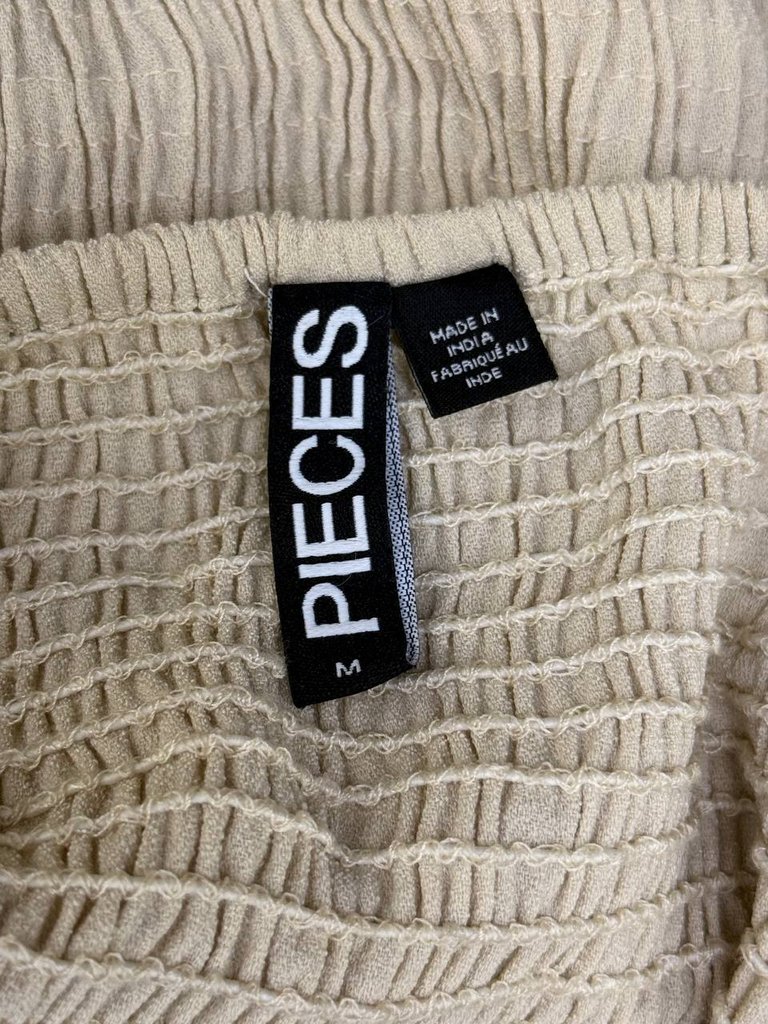 PIECES
M
MADE IN
INDIA
FABRIQUÉ AU
INDE